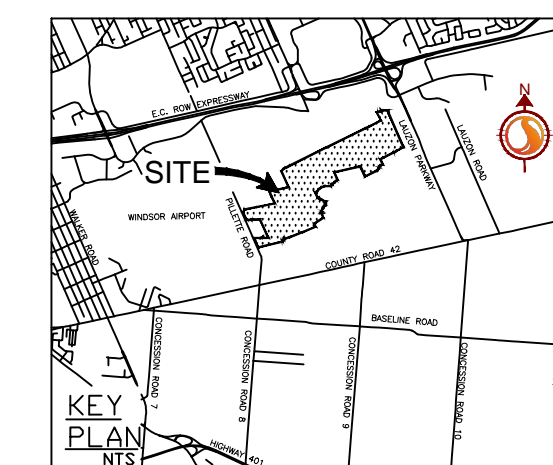 E.C. ROW EXPRESSWAY
N
SITE
LAUZON PARKWAY
LAUZON ROAD
WALKER ROAD
WINDSOR AIRPORT
PILLETTE ROAD
COUNTY ROAD 42
BASELINE ROAD
CONCESSION ROAD 7
CONCESSION ROAD 8
CONCESSION ROAD 9
CONCESSION ROAD 10
KEY
PLAN
NTS
HIGHWAY 401